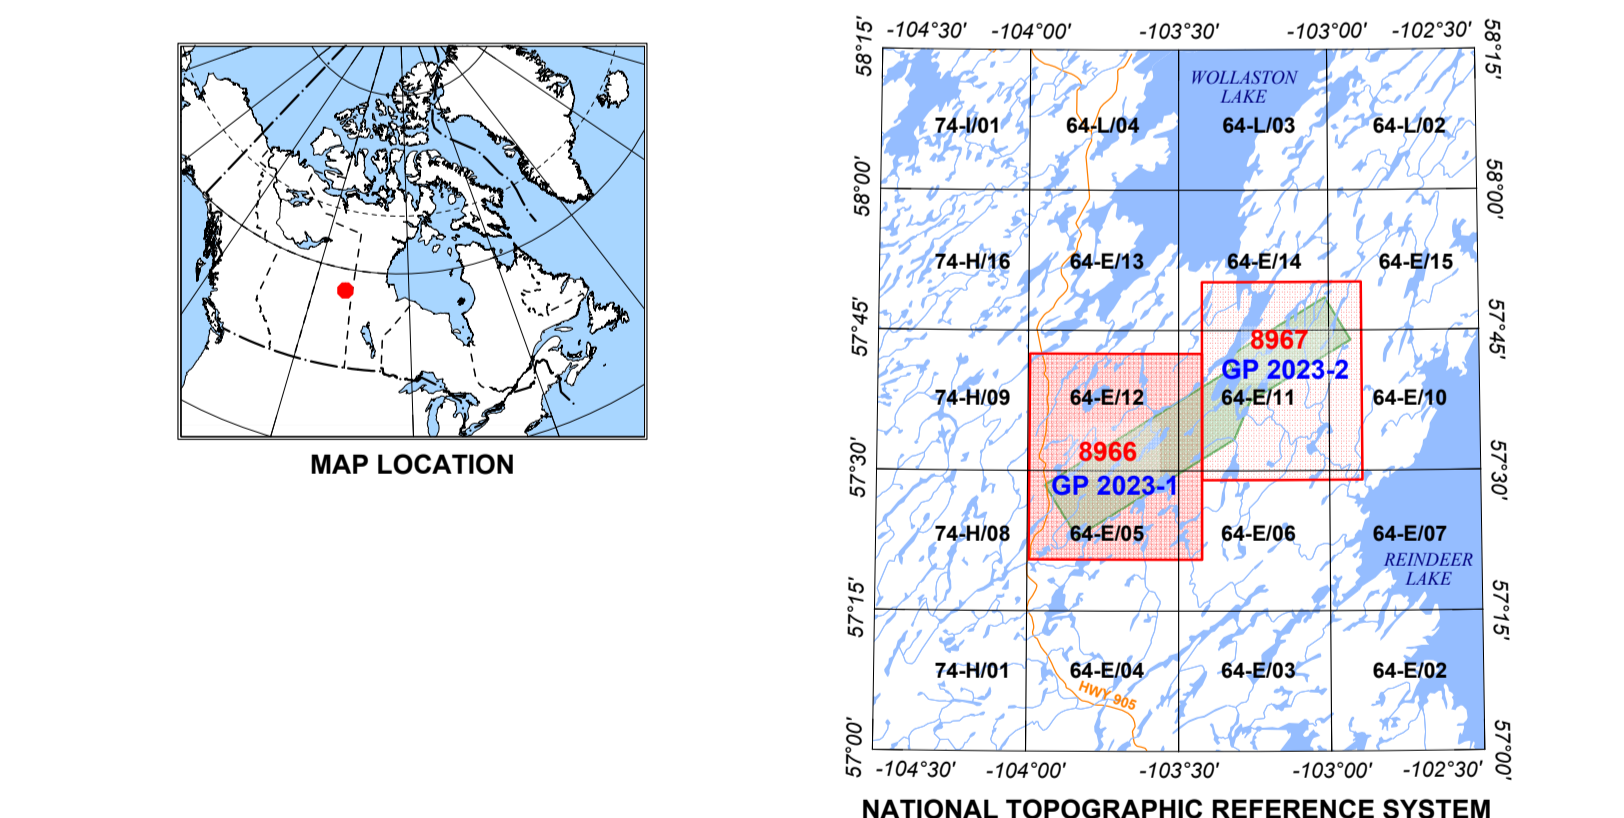 MAP LOCATION
-104°30' -104°00' -103°30' -103°00' -102°30'
58°15' 58°15'
WOLLASTON
LAKE
74-I/01 64-L/04 64-L/03 64-L/02
58°00' 58°00'
74-H/16 64-E/13 64-E/14 64-E/15
57°45' 57°45'
8967
GP 2023-2
74-H/09 64-E/12 64-E/11 64-E/10
8966
57°30' 57°30'
GP 2023-1
74-H/08 64-E/05 64-E/06 64-E/07
REINDEER
LAKE
57°15' 57°15'
74-H/01 64-E/04 64-E/03 64-E/02
HWY 905
57°00' 57°00'
-104°30' -104°00' -103°30' -103°00' -102°30'
NATIONAL TOPOGRAPHIC REFERENCE SYSTEM